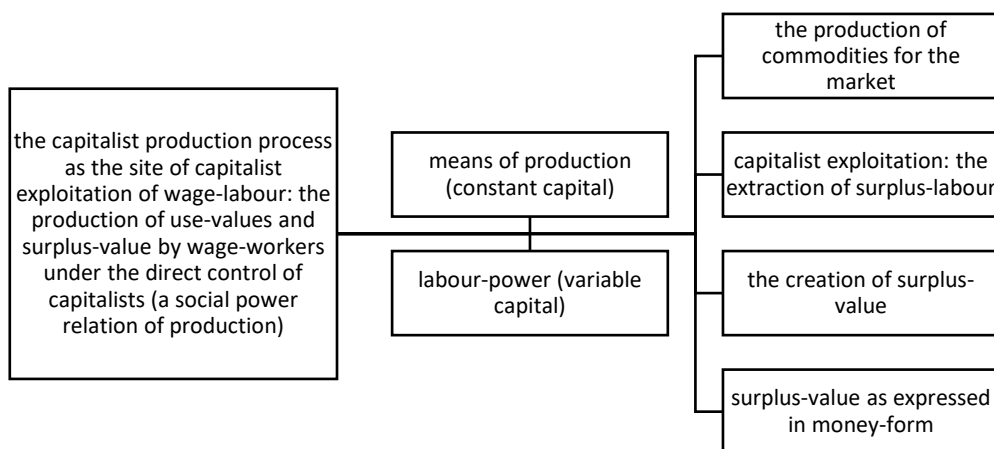 the capitalist production process
as the site of capitalist
exploitation of wage-labour: the
production of use-values and
surplus-value by wage-workers
under the direct control of
capitalists (a social power
relation of production)
means of production
(constant capital)
labour-power (variable
capital)
the production of
commodities for the
market
capitalist exploitation: the
extraction of surplus-labour
the creation of surplus-
value
surplus-value as expressed
in money-form